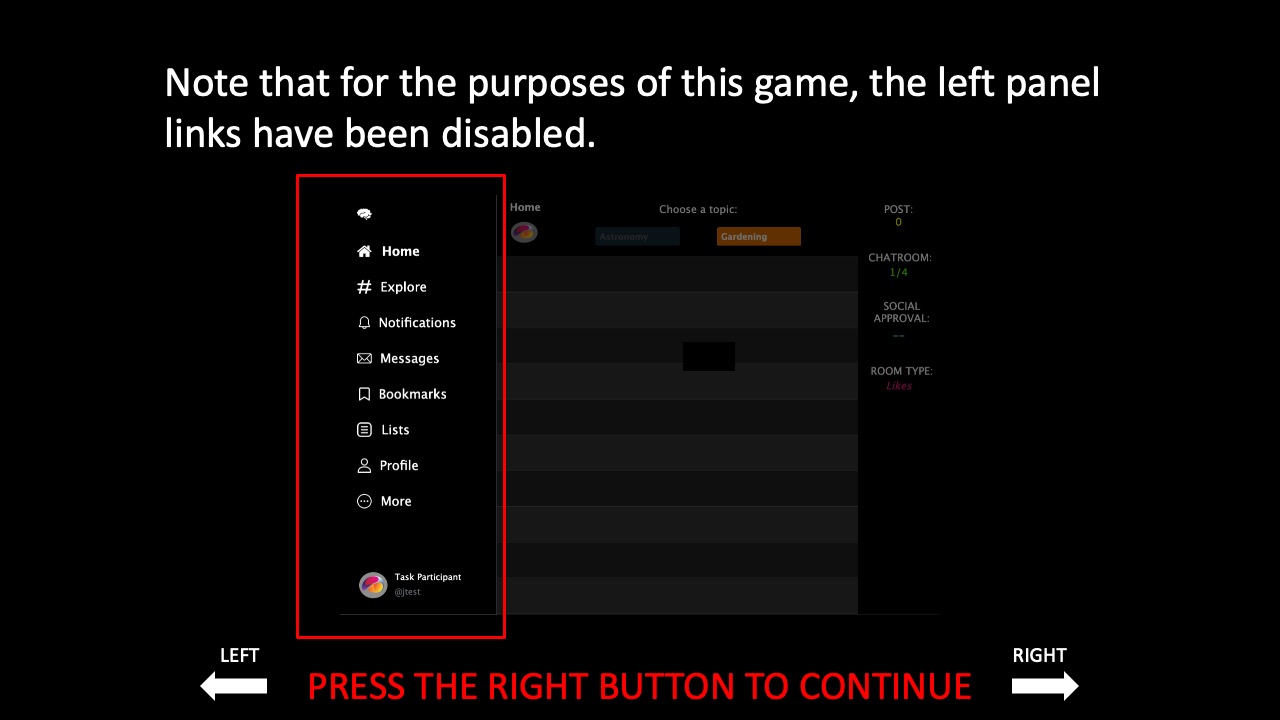 Note that for the purposes of this game, the left panel
links have been disabled.
Home
Explore
Notifications
Messages
Bookmarks
Lists
Profile
More
Task Participant
@jtest
Home
Choose a topic:
Astronomy
Gardening
POST:
0
CHATROOM:
1/4
SOCIAL
APPROVAL:
--
ROOM TYPE:
Likes
LEFT
RIGHT
PRESS THE RIGHT BUTTON TO CONTINUE